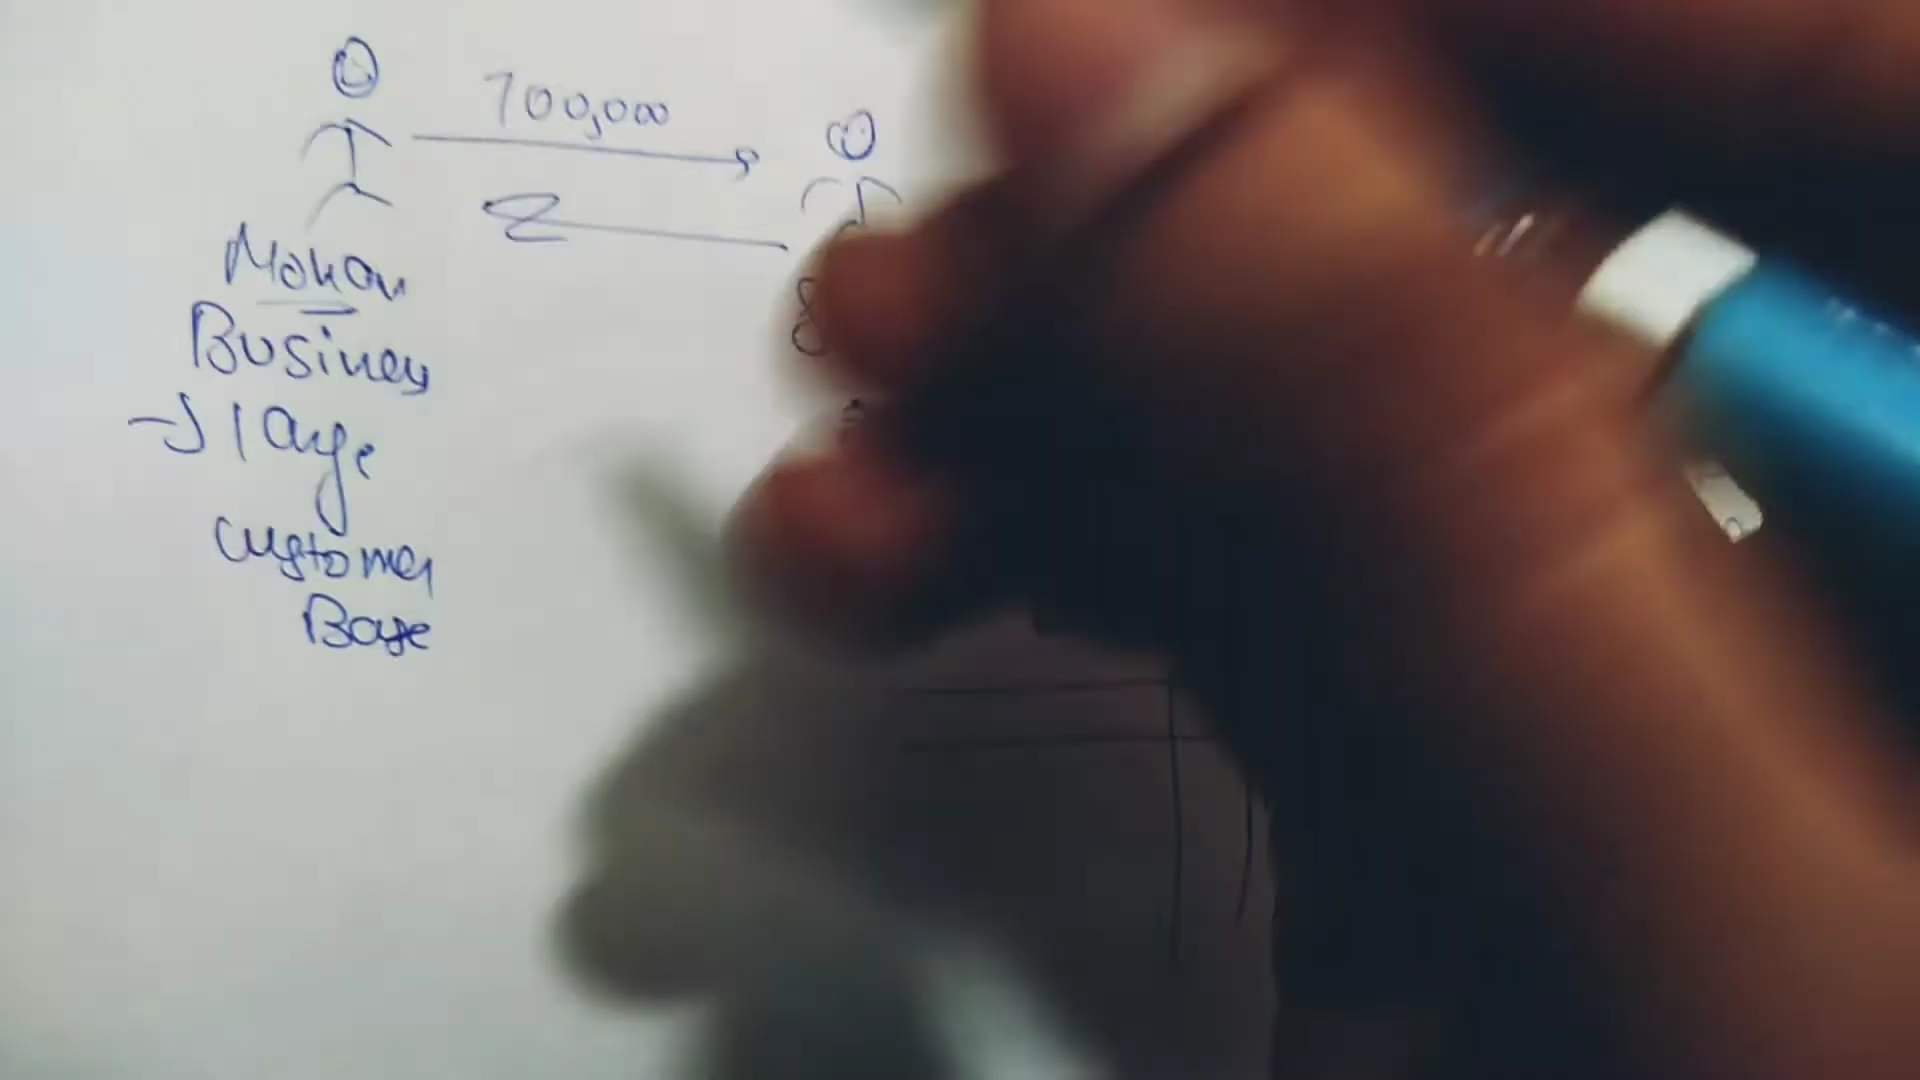 700,000
Mohan
Business
large
customer
Base